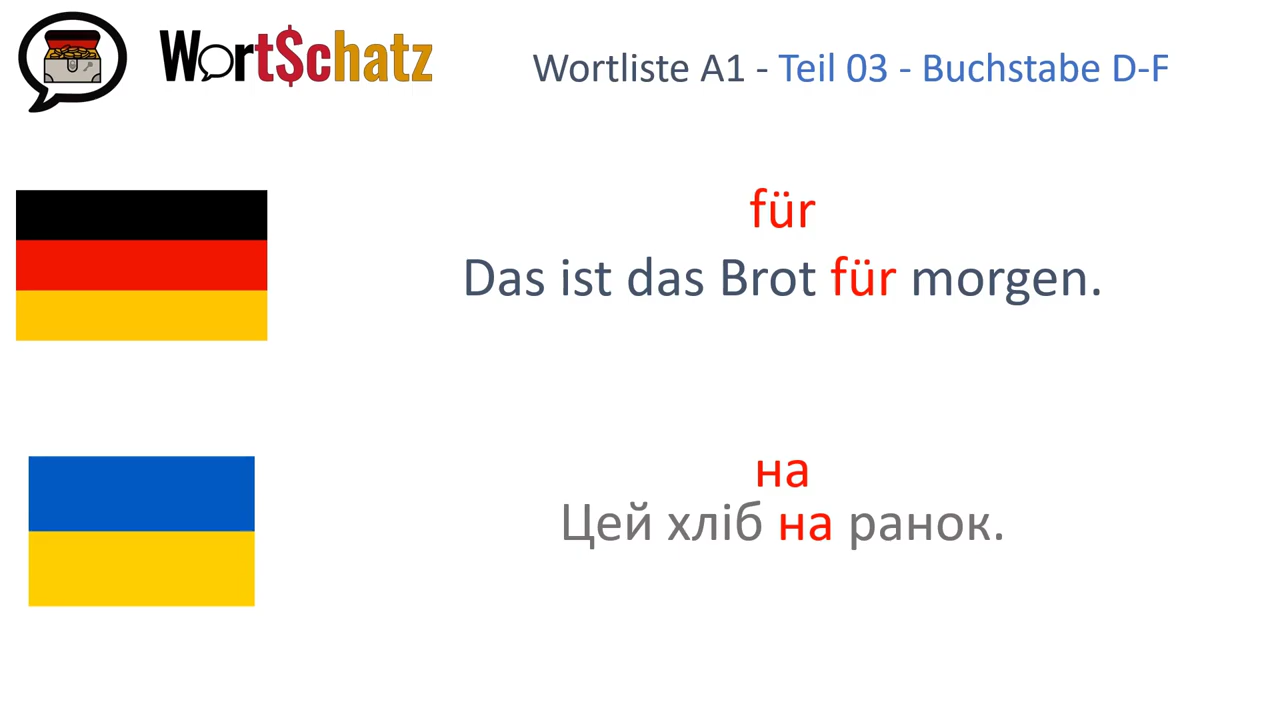 Wort$chatz
Wortliste A1 - Teil 03 - Buchstabe D-F
für
Das ist das Brot für morgen.
на
Цей хліб на ранок.